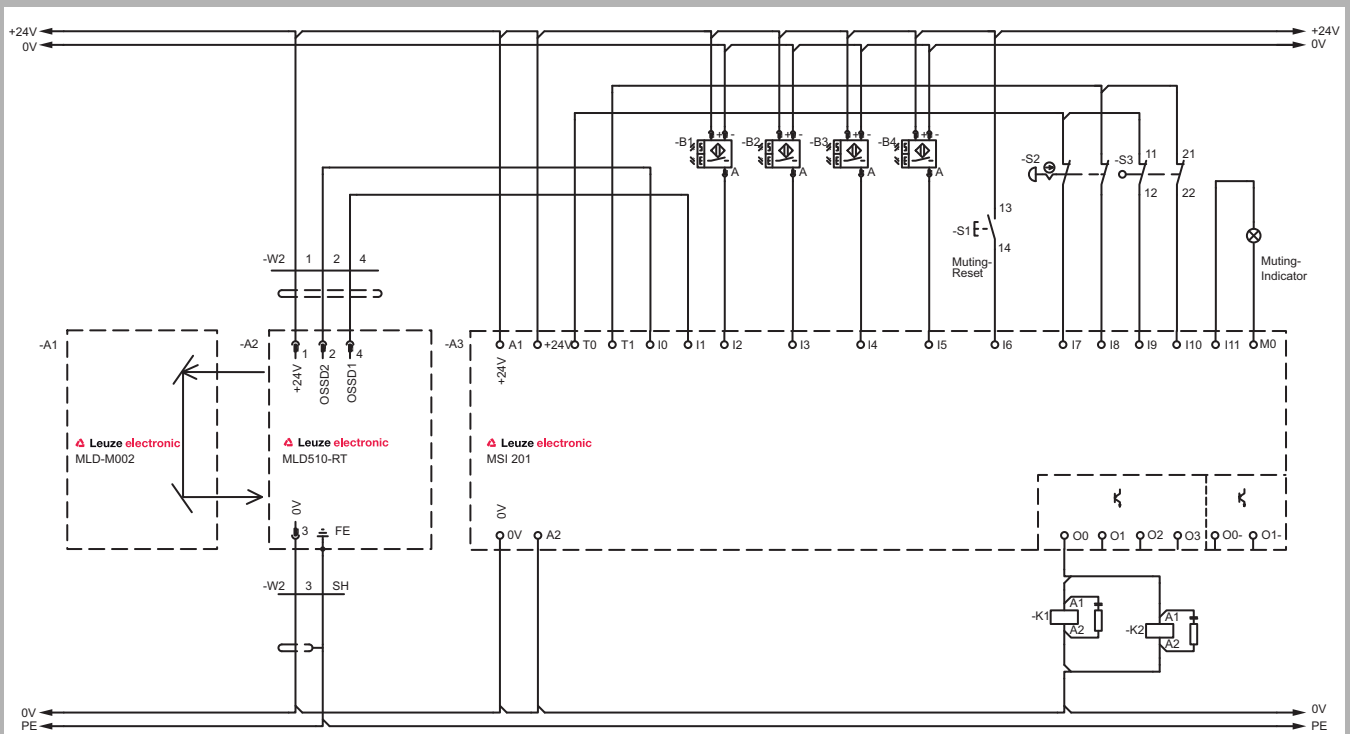 +24V +24V
0V 0V
-B1 + - -B2 + - -B3 + - -B4 + -
S S S S
E E E E
A A A A
-S2 -S3 11 21
12 22
13
-S1
14
Muting-
Reset
Muting-
Indicator
-W2 1 2 4
-A1 -A2 1 2 4 -A3 A1 +24V T0 T1 I0 I1 I2 I3 I4 I5 I6 I7 I8 I9 I10 I11 M0
+24V OSSD2 OSSD1 +24V
Leuze electronic Leuze electronic Leuze electronic
MLD-M002 MLD510-RT MSI 201
0V 0V
3 FE 0V A2 O0 O1 O2 O3 O0- O1-
-W2 3 SH
-K1 A1 A2
-K2 A1 A2
0V 0V
PE PE